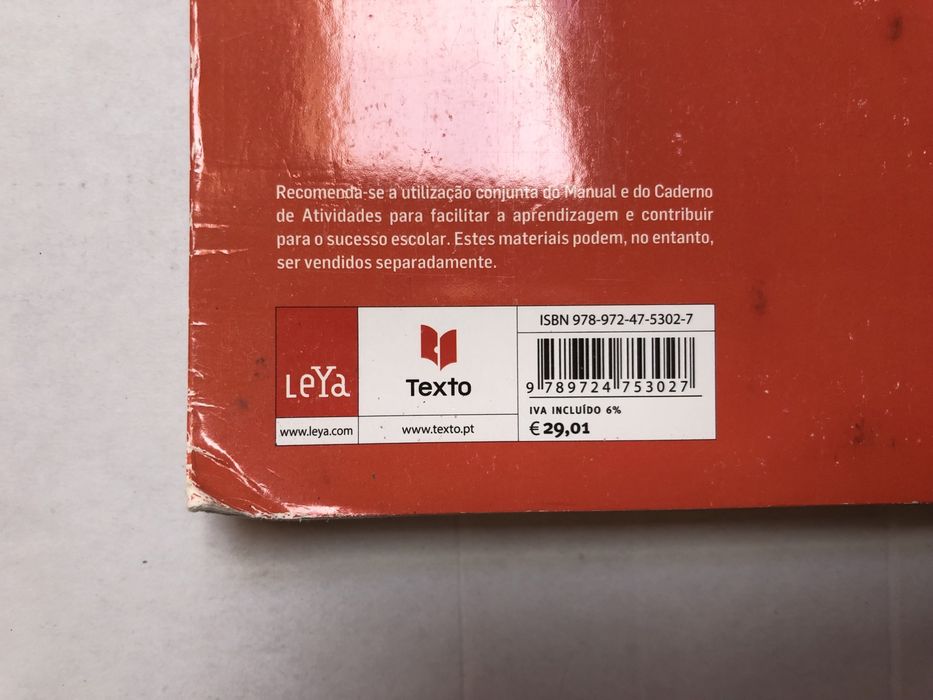 Recomenda-se a utilização conjunta do Manual e do Caderno
de Atividades para facilitar a aprendizagem e contribuir
para o sucesso escolar. Estes materiais podem, no entanto,
ser vendidos separadamente.
LeYa
www.leya.com
Texto
www.texto.pt
ISBN 978-972-47-5302-7
9 789724 753027
IVA INCLUÍDO 6%
€ 29,01